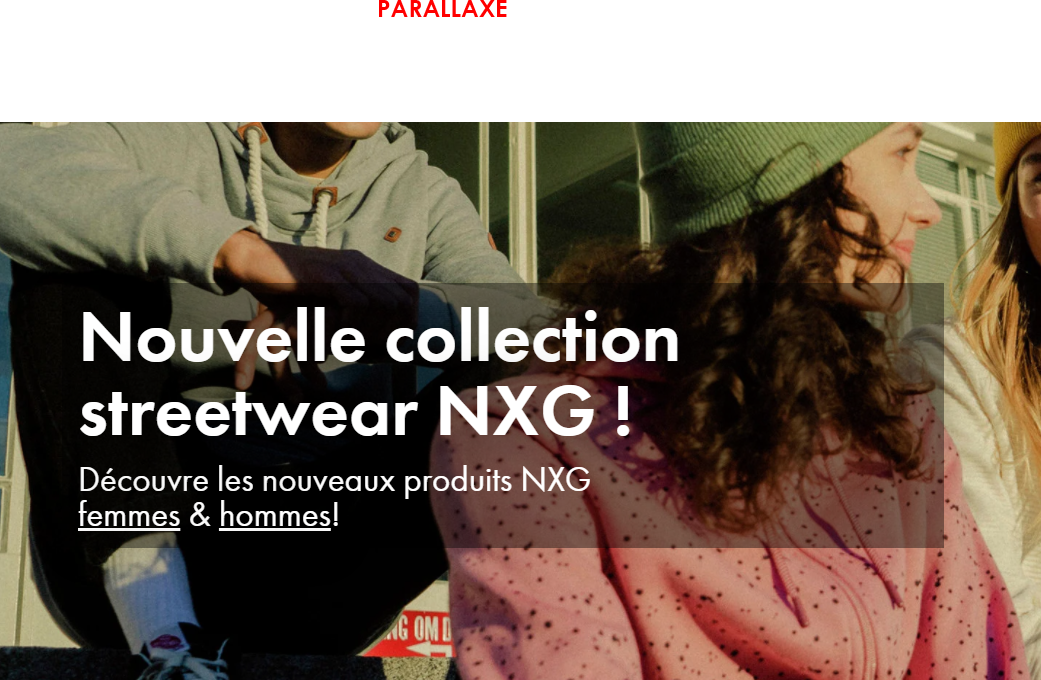 PARALLAXE
Nouvelle collection
streetwear NXG !
Découvre les nouveaux produits NXG
femmes & hommes!
NG OM D